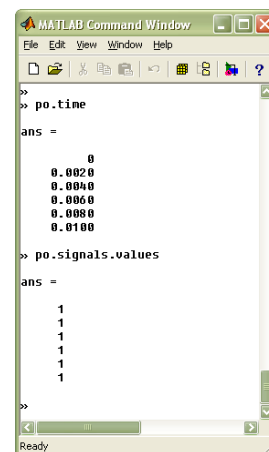 MATLAB Command Window
File Edit View Window Help
»
» po.time
ans =
0
0.0020
0.0040
0.0060
0.0080
0.0100
» po.signals.values
ans =
1
1
1
1
1
1
»
Ready